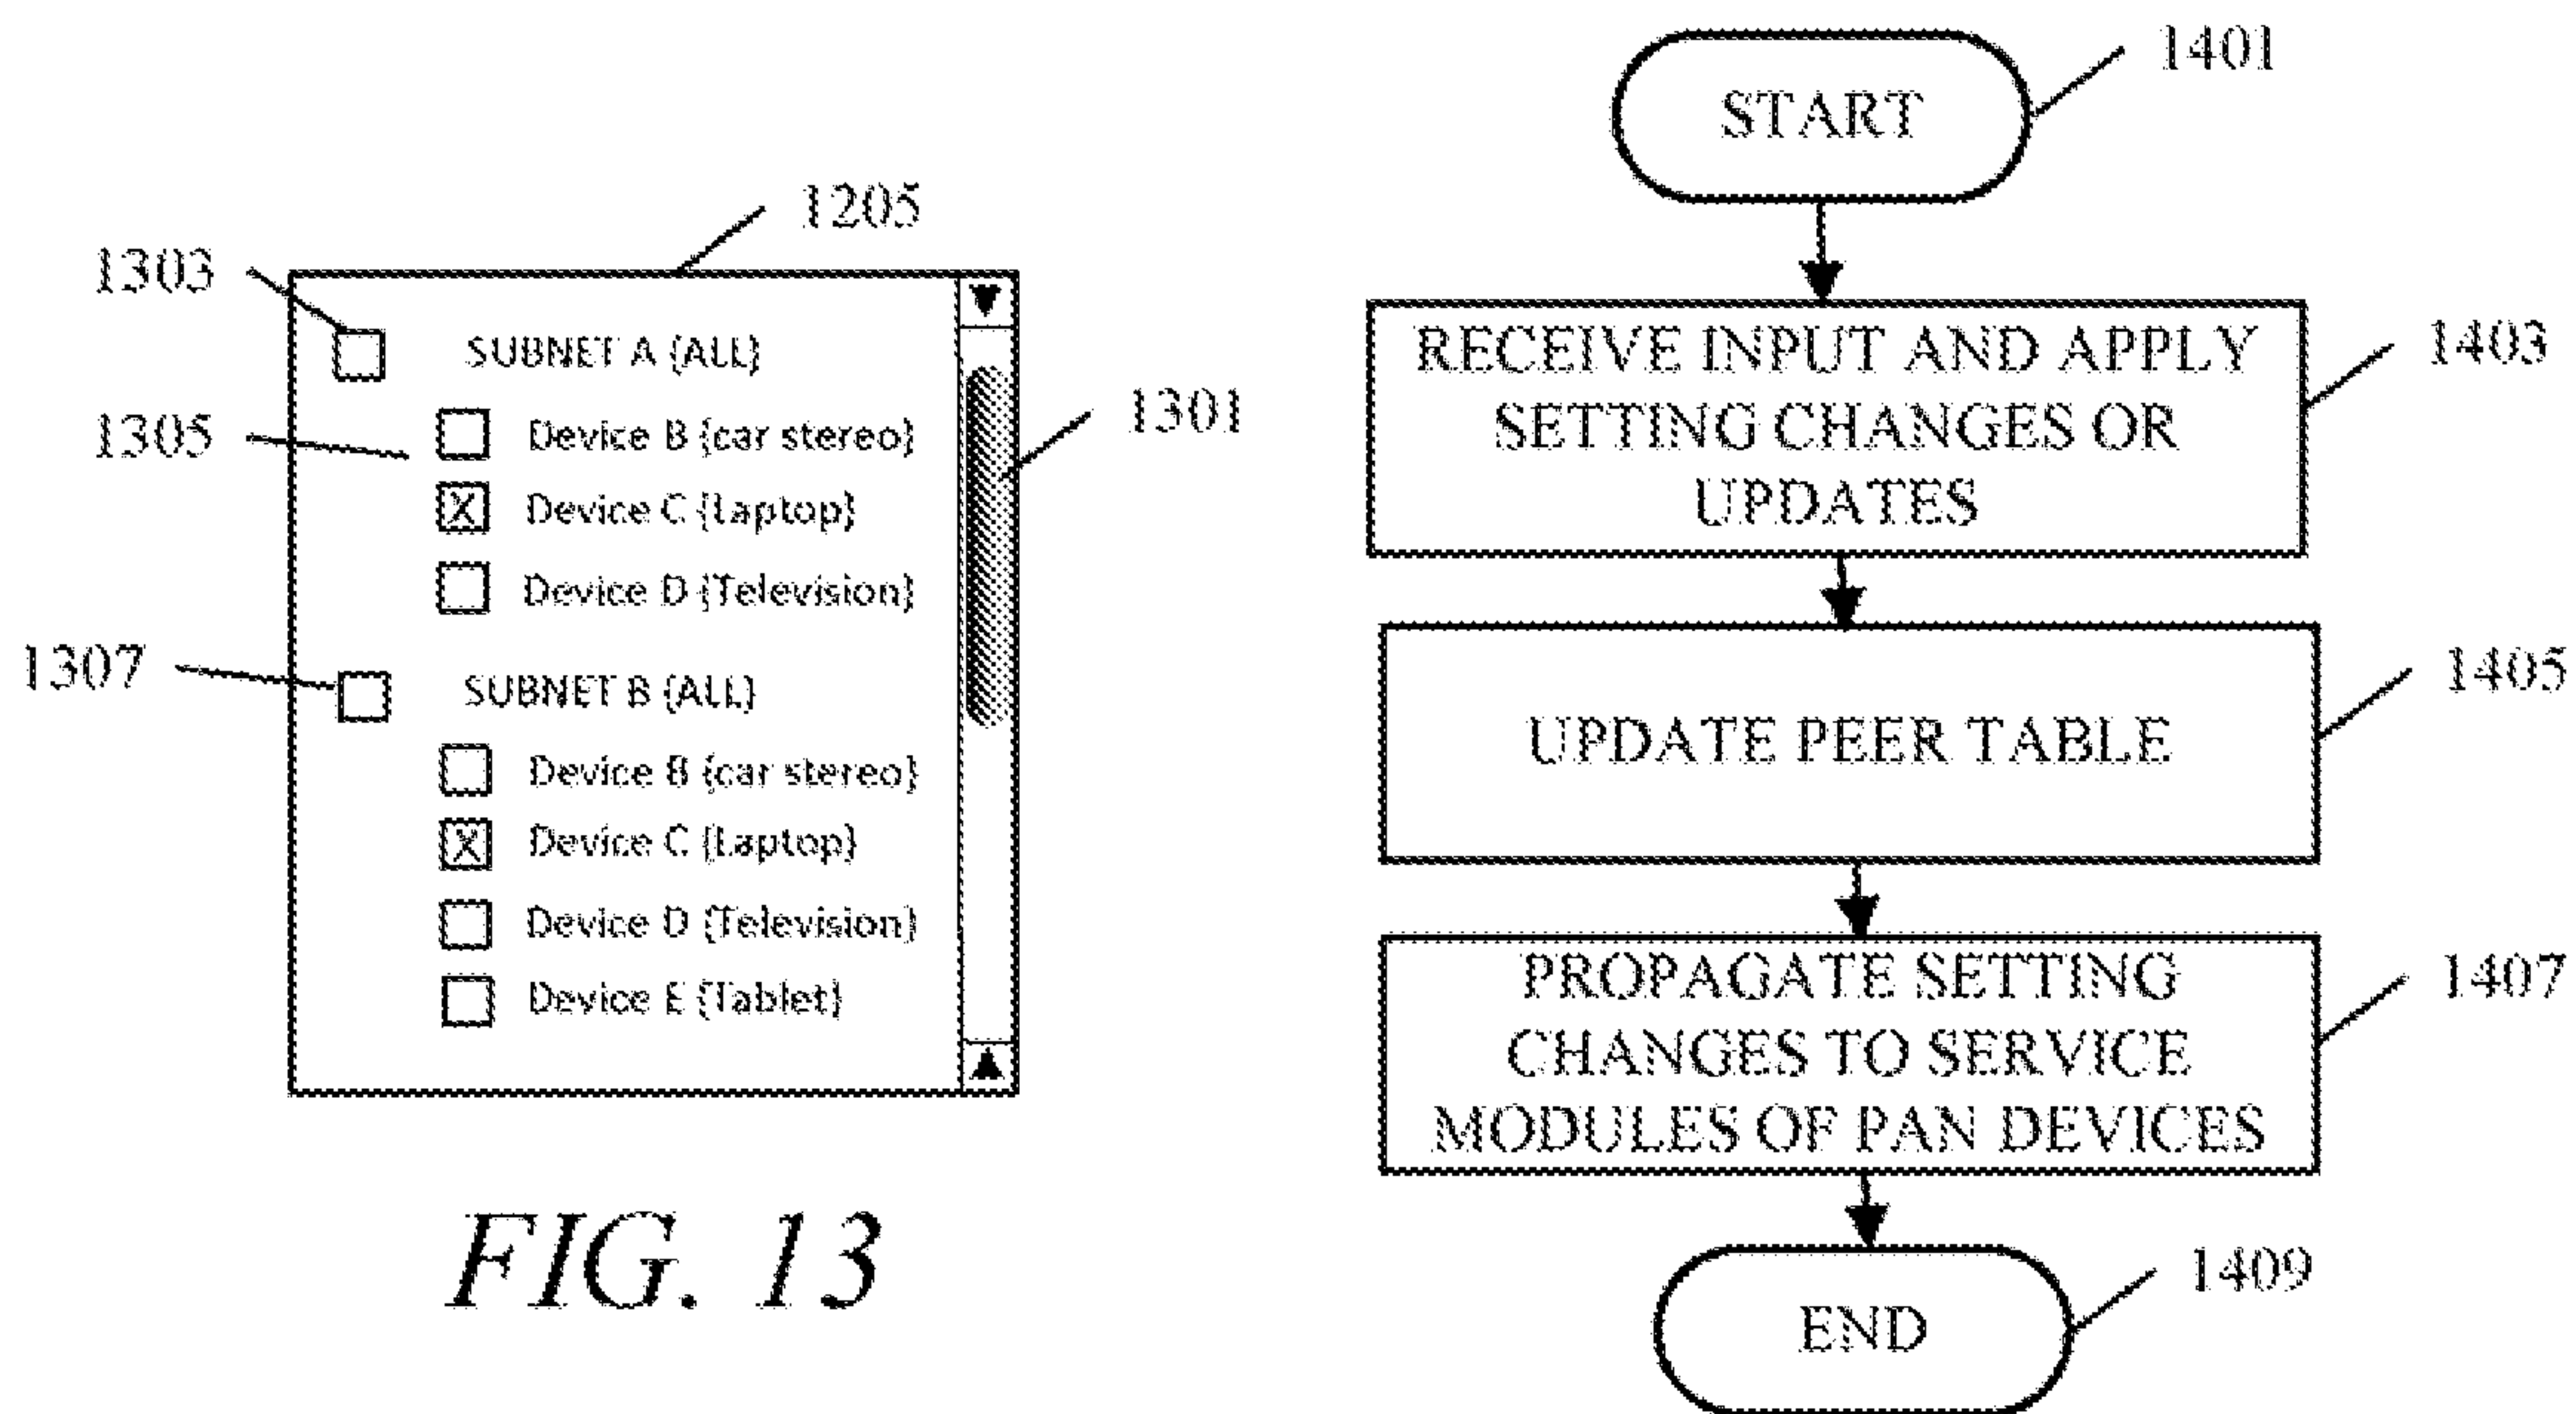 1205
1303
SUBNET A {ALL}
1305
Device B {car stereo}
1301
Device C {Laptop}
Device D {Television}
1307
SUBNET B {ALL}
Device B {car stereo}
Device C {Laptop}
Device D {Television}
Device E {Tablet}
FIG. 13
START
1401
RECEIVE INPUT AND APPLY
SETTING CHANGES OR
UPDATES
1403
UPDATE PEER TABLE
1405
PROPAGATE SETTING
CHANGES TO SERVICE
MODULES OF PAN DEVICES
1407
END
1409